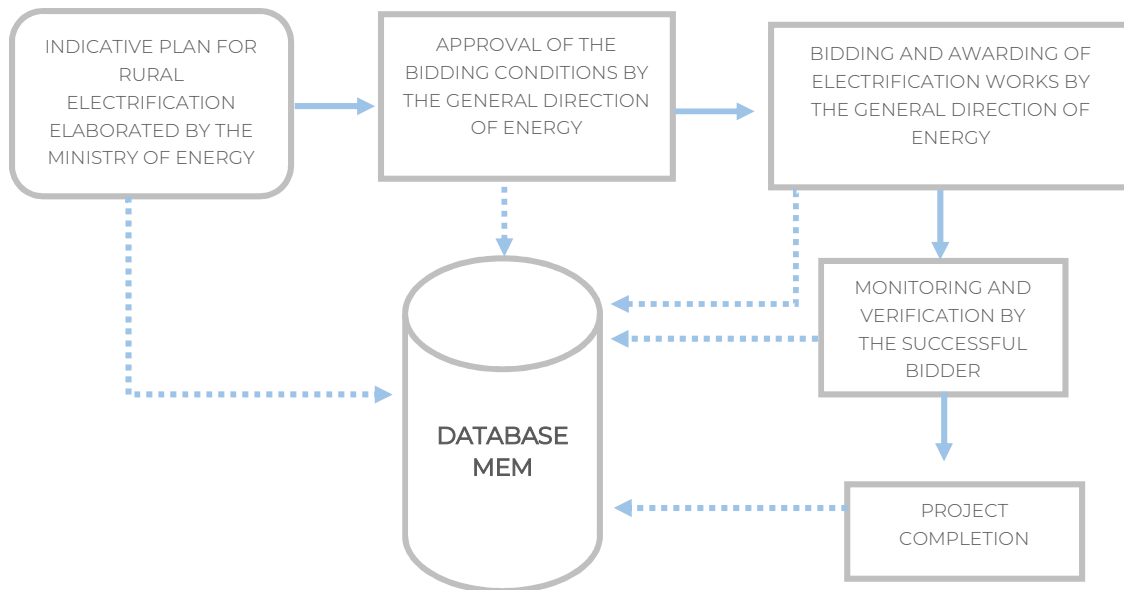 INDICATIVE PLAN FOR
RURAL
ELECTRIFICATION
ELABORATED BY THE
MINISTRY OF ENERGY
APPROVAL OF THE
BIDDING CONDITIONS BY
THE GENERAL DIRECTION
OF ENERGY
BIDDING AND AWARDING OF
ELECTRIFICATION WORKS BY
THE GENERAL DIRECTION OF
ENERGY
MONITORING AND
VERIFICATION BY
THE SUCCESSFUL
BIDDER
DATABASE
MEM
PROJECT
COMPLETION